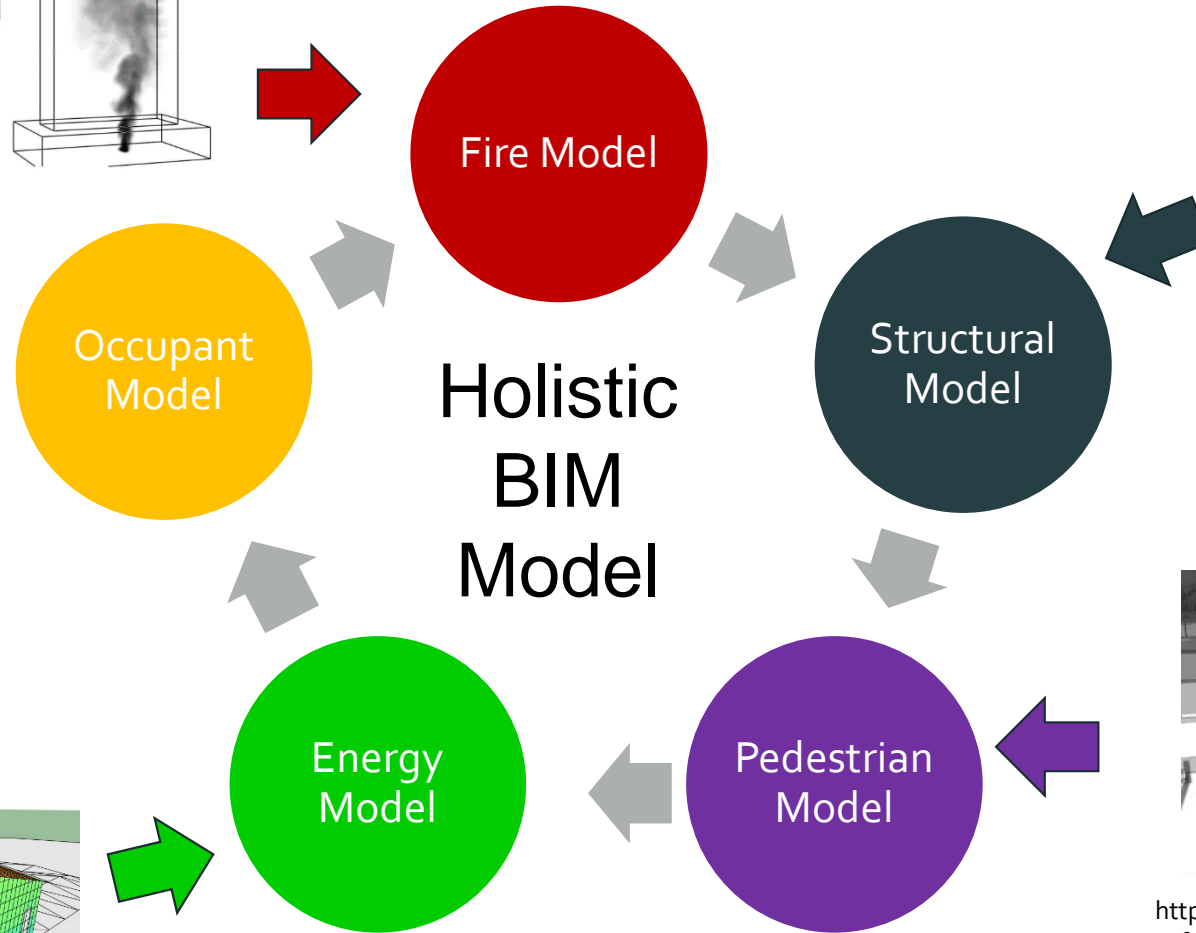 Fire Model
Occupant
Model
Structural
Model
Holistic
BIM
Model
Energy
Model
Pedestrian
Model
http